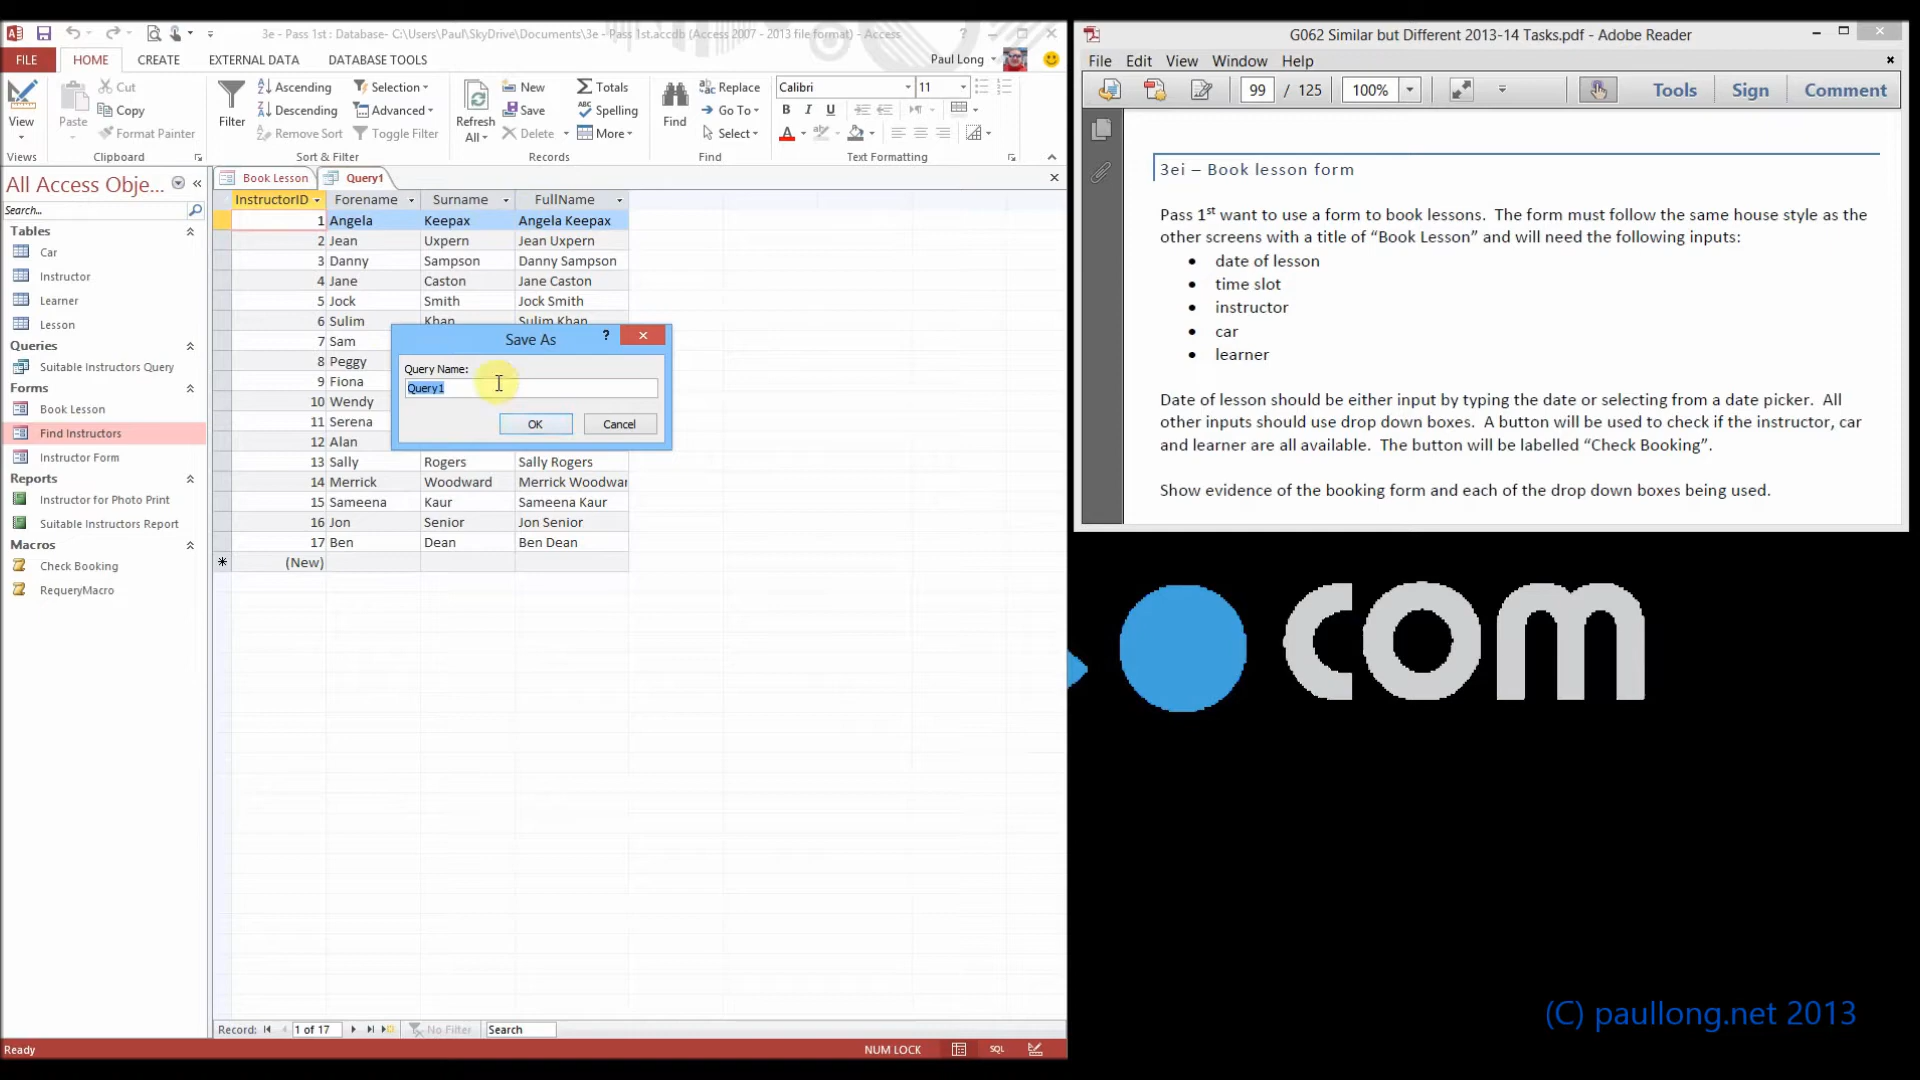 3e - Pass 1st : Database- C:\Users\Paul\SkyDrive\Documents\3e - Pass 1st.accdb (Access 2007 - 2013 file format) - Access
FILE HOME CREATE EXTERNAL DATA DATABASE TOOLS Paul Long
View Paste Cut Copy Format Painter
Filter Ascending Descending Remove Sort Selection Advanced Toggle Filter
Refresh All New Save Delete Totals Spelling More
Find Replace Go To Select
Calibri 11
B I U
A
Views Clipboard Sort & Filter Records Find Text Formatting
All Access Obje...
Search...
Tables
Car
Instructor
Learner
Lesson
Queries
Suitable Instructors Query
Forms
Book Lesson
Find Instructors
Instructor Form
Reports
Instructor for Photo Print
Suitable Instructors Report
Macros
Check Booking
RequeryMacro
Book Lesson Query1
InstructorID Forename Surname FullName
1 Angela Keepax Angela Keepax
2 Jean Uxpern Jean Uxpern
3 Danny Sampson Danny Sampson
4 Jane Caston Jane Caston
5 Jock Smith Jock Smith
6 Sulim Khan Sulim Khan
7 Sam
8 Peggy
9 Fiona
10 Wendy
11 Serena
12 Alan
13 Sally Rogers Sally Rogers
14 Merrick Woodward Merrick Woodwar
15 Sameena Kaur Sameena Kaur
16 Jon Senior Jon Senior
17 Ben Dean Ben Dean
(New)
Save As
Query Name:
Query1
OK Cancel
Record: 1 of 17 No Filter Search
Ready NUM LOCK SQL
G062 Similar but Different 2013-14 Tasks.pdf - Adobe Reader
File Edit View Window Help
99 / 125 100% Tools Sign Comment
3ei – Book lesson form
Pass 1st want to use a form to book lessons. The form must follow the same house style as the
other screens with a title of “Book Lesson” and will need the following inputs:
• date of lesson
• time slot
• instructor
• car
• learner
Date of lesson should be either input by typing the date or selecting from a date picker. All
other inputs should use drop down boxes. A button will be used to check if the instructor, car
and learner are all available. The button will be labelled “Check Booking”.
Show evidence of the booking form and each of the drop down boxes being used.
com
(C) paullong.net 2013